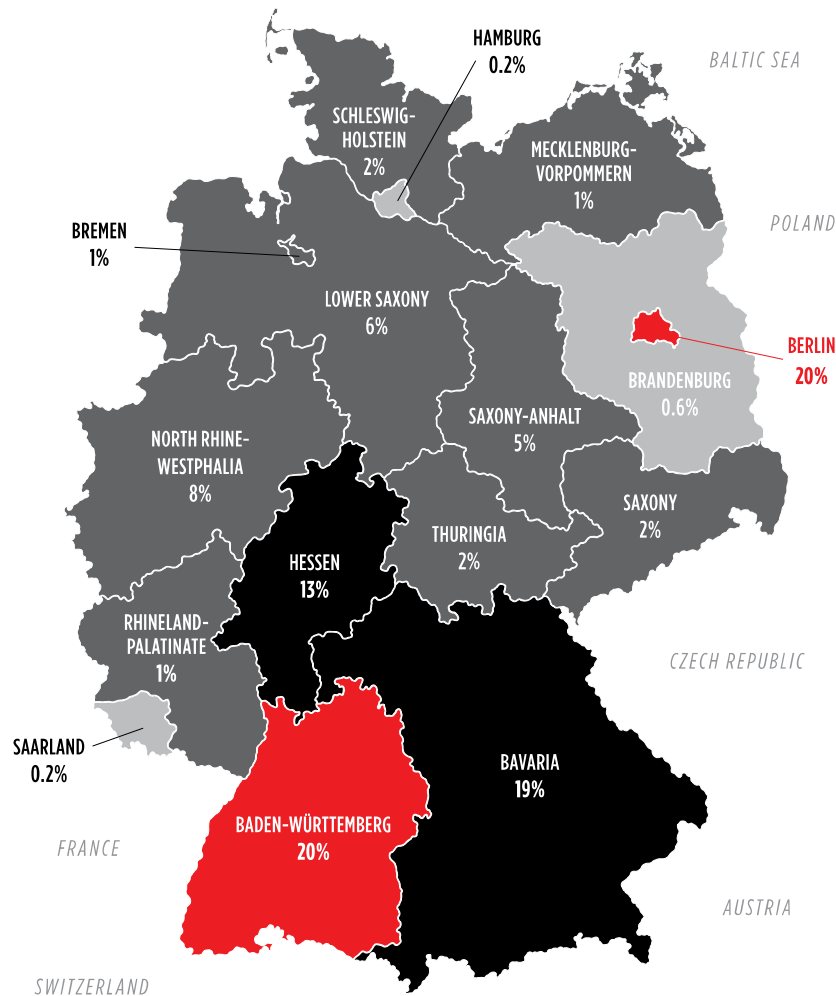 HAMBURG
0.2%
BALTIC SEA
SCHLESWIG-
HOLSTEIN
2%
MECKLENBURG-
VORPOMMERN
1%
POLAND
BREMEN
1%
LOWER SAXONY
6%
BERLIN
20%
BRANDENBURG
0.6%
SAXONY-ANHALT
5%
NORTH RHINE-
WESTPHALIA
8%
SAXONY
2%
THURINGIA
2%
HESSEN
13%
RHINELAND-
PALATINATE
1%
CZECH REPUBLIC
SAARLAND
0.2%
BAVARIA
19%
BADEN-WÜRTTEMBERG
20%
FRANCE
AUSTRIA
SWITZERLAND